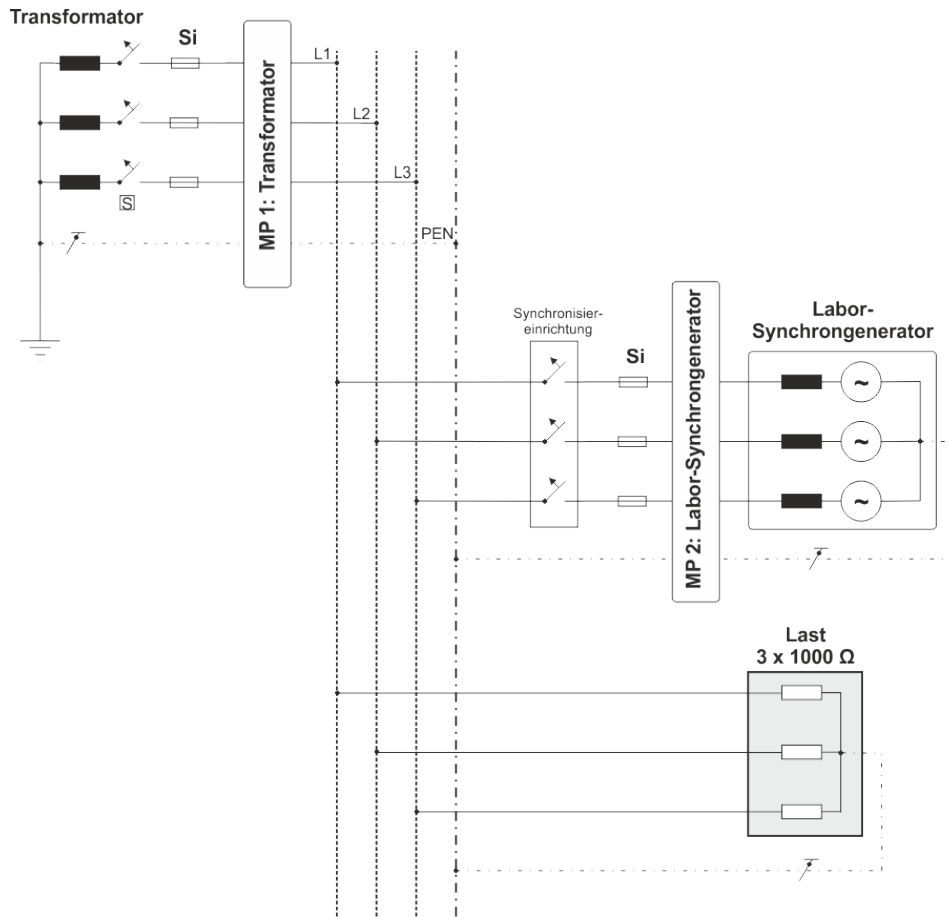 Transformator
Si
MP 1: Transformator
L1
L2
L3
S
PEN
Synchronisier-
einrichtung
Si
MP 2: Labor-Synchrongenerator
Labor-
Synchrongenerator
~
~
~
Last
3 x 1000 Ω